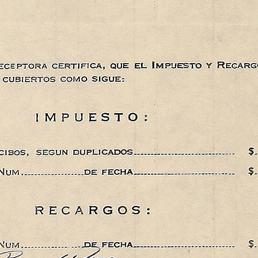 ECEPTORA CERTIFICA, QUE EL IMPUESTO Y RECARGO
CUBIERTOS COMO SIGUE:
IMPUESTO:
CIBOS, SEGUN DUPLICADOS $
NUM. DE FECHA $
RECARGOS:
NUM. DE FECHA $